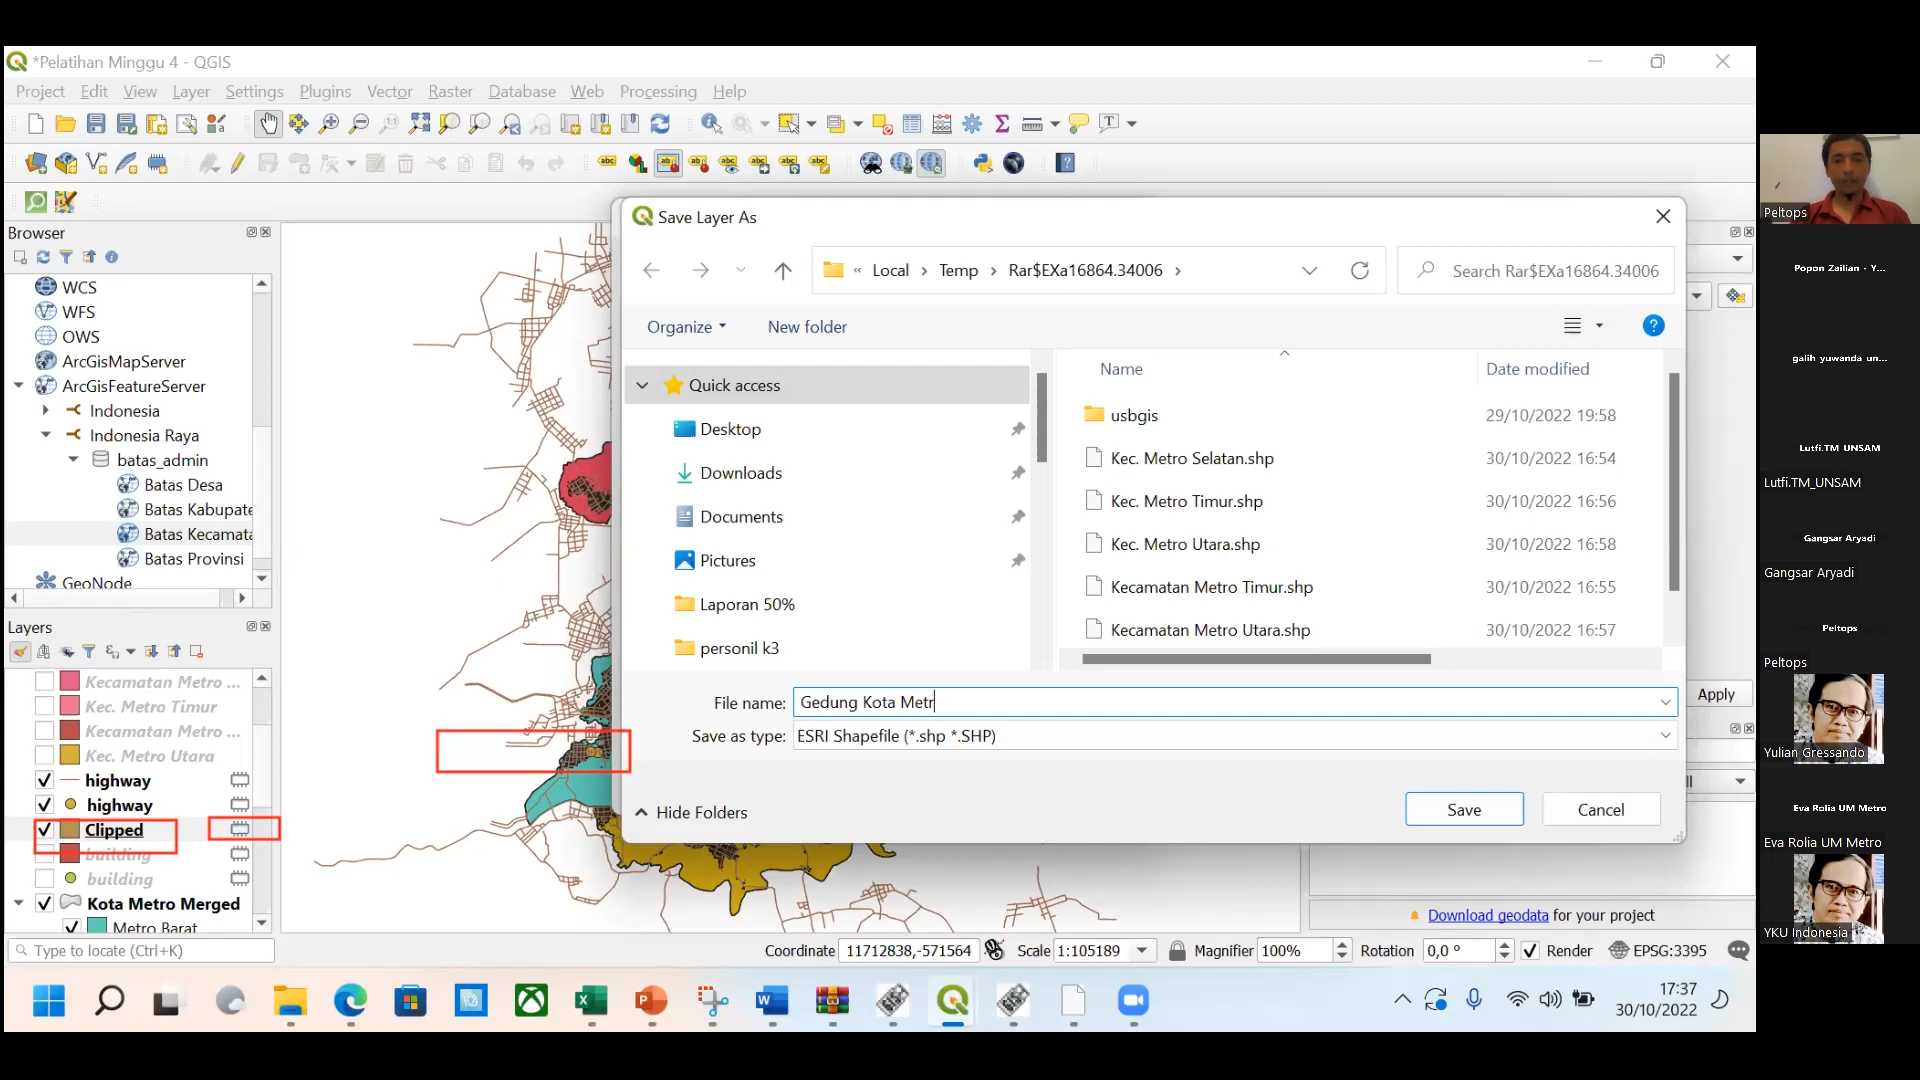 *Pelatihan Minggu 4 - QGIS
Project Edit View Layer Settings Plugins Vector Raster Database Web Processing Help
Browser
WCS
WFS
OWS
ArcGisMapServer
ArcGisFeatureServer
Indonesia
Indonesia Raya
batas_admin
Batas Desa
Batas Kabupate
Batas Kecamata
Batas Provinsi
GeoNode
Layers
Kecamatan Metro ...
Kec. Metro Timur
Kecamatan Metro ...
Kec. Metro Utara
highway
highway
Clipped
building
building
Kota Metro Merged
Metro Barat
Type to locate (Ctrl+K)
Save Layer As
« Local › Temp › Rar$EXa16864.34006 ›
Search Rar$EXa16864.34006
Organize New folder
Quick access
Desktop
Downloads
Documents
Pictures
Laporan 50%
personil k3
Name Date modified
usbgis 29/10/2022 19:58
Kec. Metro Selatan.shp 30/10/2022 16:54
Kec. Metro Timur.shp 30/10/2022 16:56
Kec. Metro Utara.shp 30/10/2022 16:58
Kecamatan Metro Timur.shp 30/10/2022 16:55
Kecamatan Metro Utara.shp 30/10/2022 16:57
File name: Gedung Kota Metr
Save as type: ESRI Shapefile (*.shp *.SHP)
Hide Folders
Save Cancel
Apply
Download geodata for your project
Coordinate 11712838,-571564 Scale 1:105189 Magnifier 100% Rotation 0,0 ° Render EPSG:3395
17:37
30/10/2022
Peltops
Popon Zailian - Y...
galih yuwanda un...
Lutfi.TM UNSAM
Lutfi.TM_UNSAM
Gangsar Aryadi
Gangsar Aryadi
Peltops
Peltops
Yulian Gressando
Eva Rolia UM Metro
Eva Rolia UM Metro
YKU Indonesia